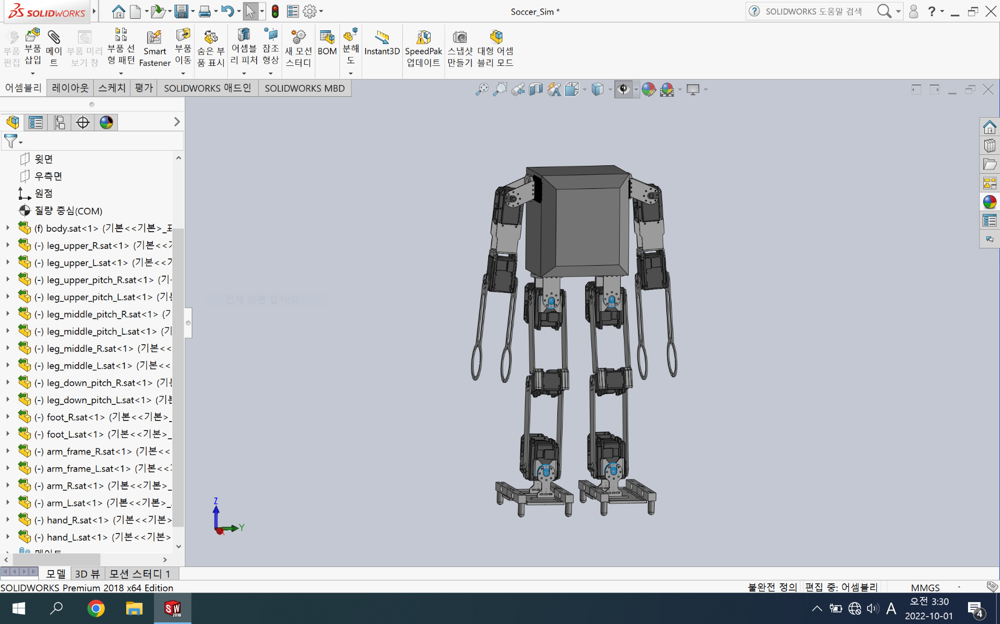 SOLIDWORKS
Soccer_Sim *
SOLIDWORKS 도움말 검색
부품 편집
부품 삽입
메이트
부품 미리 보기 창
부품 선형 패턴
Smart Fastener
부품 이동
숨은 부품 표시
어셈블리 피처
참조 형상
새 모션 스터디
BOM
분해도
Instant3D
SpeedPak 업데이트
스냅샷 만들기
대형 어셈블리 모드
어셈블리
레이아웃
스케치
평가
SOLIDWORKS 애드인
SOLIDWORKS MBD
윗면
우측면
원점
질량 중심(COM)
(f) body.sat<1> (기본<<기본>_
(-) leg_upper_R.sat<1> (기본<<
(-) leg_upper_L.sat<1> (기본<<
(-) leg_upper_pitch_R.sat<1> (기
(-) leg_upper_pitch_L.sat<1> (기
(-) leg_middle_pitch_R.sat<1> (기
(-) leg_middle_pitch_L.sat<1> (기
(-) leg_middle_R.sat<1> (기본<<
(-) leg_middle_L.sat<1> (기본<<
(-) leg_down_pitch_R.sat<1> (기
(-) leg_down_pitch_L.sat<1> (기
(-) foot_R.sat<1> (기본<<기본>_
(-) foot_L.sat<1> (기본<<기본>_
(-) arm_frame_R.sat<1> (기본<<
(-) arm_frame_L.sat<1> (기본<<
(-) arm_R.sat<1> (기본<<기본>_
(-) arm_L.sat<1> (기본<<기본>_
(-) hand_R.sat<1> (기본<<기본>
(-) hand_L.sat<1> (기본<<기본>
메이트
전체 화면 캡처(S)
Z
Y
X
모델
3D 뷰
모션 스터디 1
SOLIDWORKS Premium 2018 x64 Edition
불완전 정의
편집 중: 어셈블리
MMGS
SW
2018
A
오전 3:30
2022-10-01
4